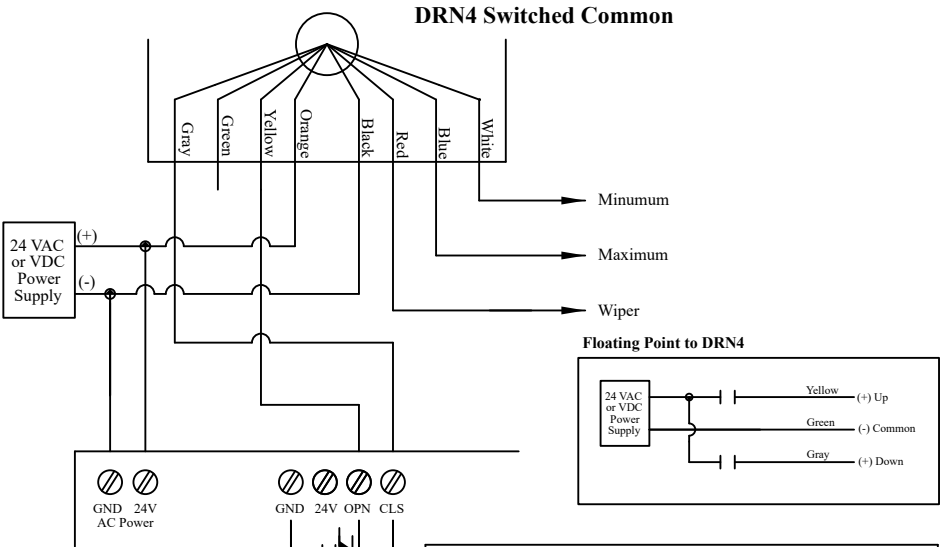 DRN4 Switched Common
Gray
Green
Yellow
Orange
Black
Red
Blue
White
Minumum
Maximum
Wiper
24 VAC
or VDC
Power
Supply
(+)
(-)
Floating Point to DRN4
24 VAC
or VDC
Power
Supply
Yellow
(+) Up
Green
(-) Common
Gray
(+) Down
GND 24V
AC Power
GND 24V OPN CLS